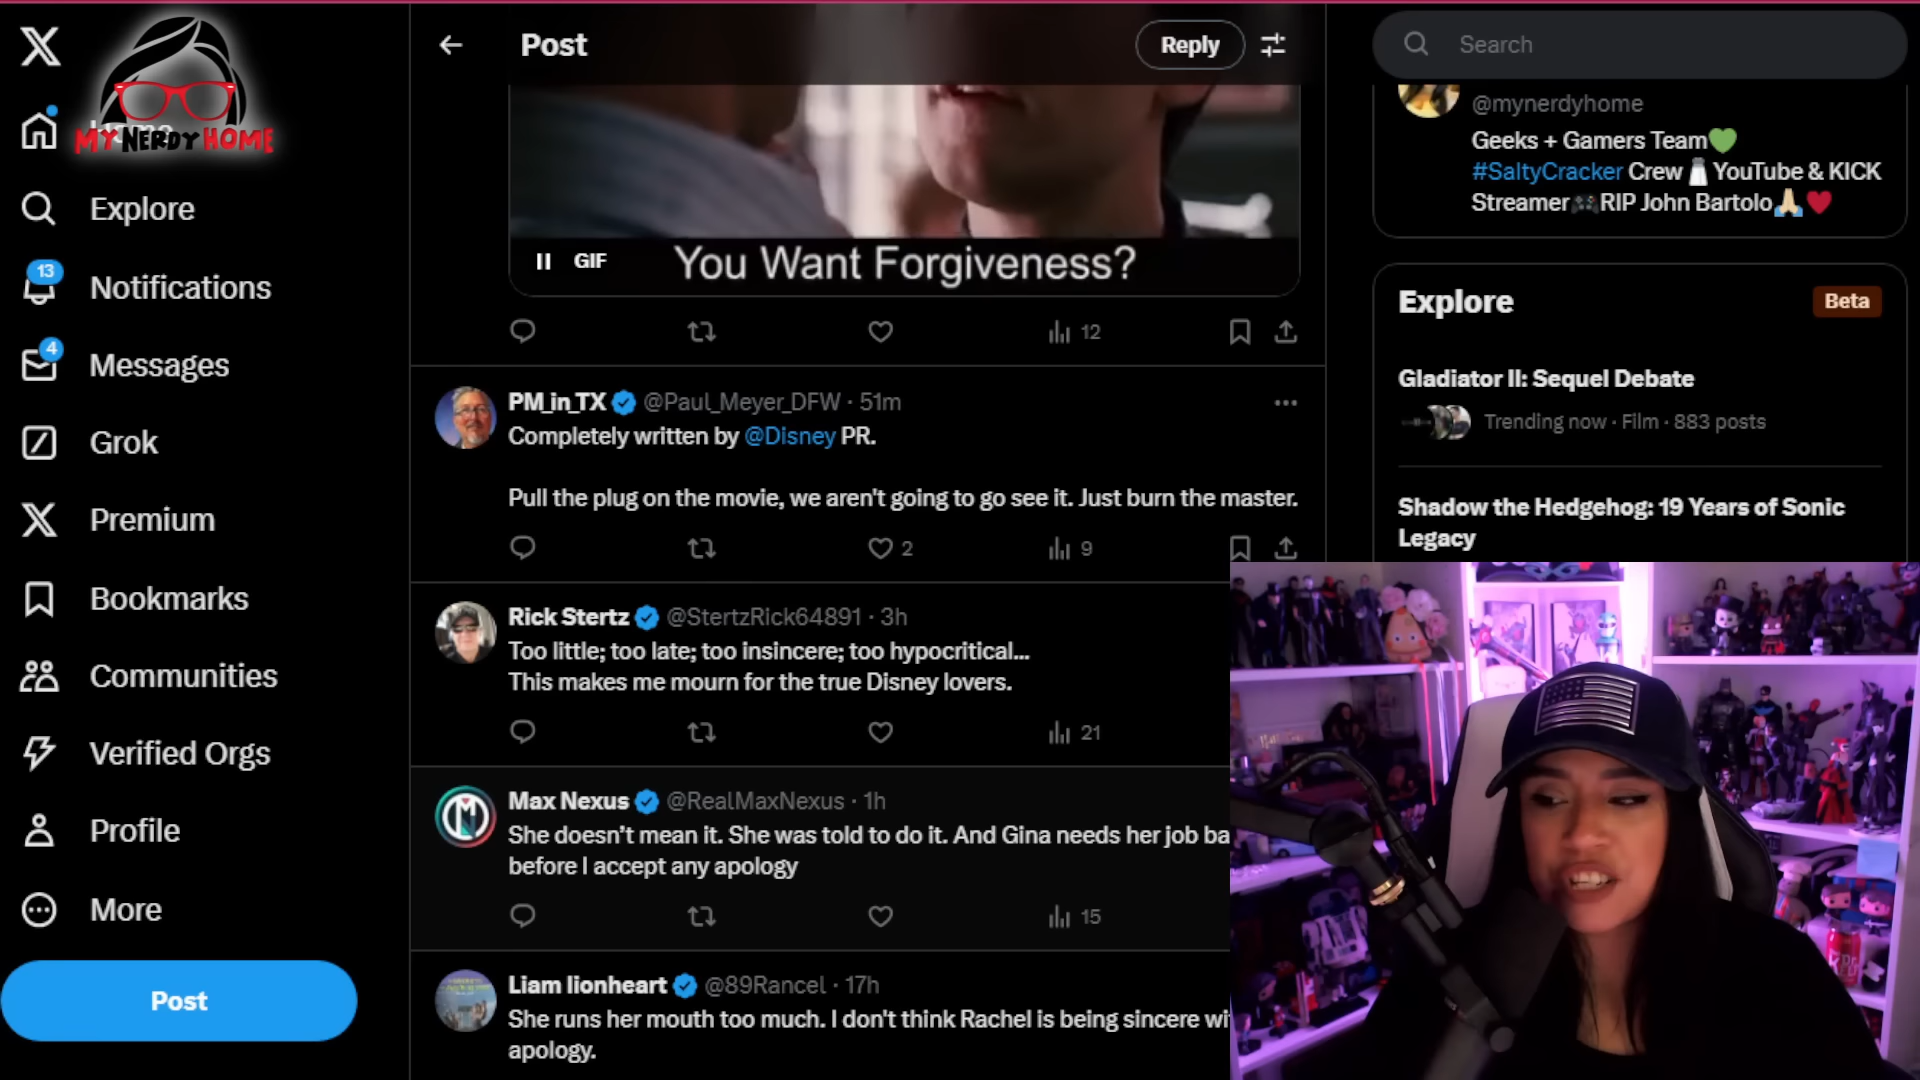 MY NERDY HOME
Explore
13
Notifications
4
Messages
Grok
Premium
Bookmarks
Communities
Verified Orgs
Profile
More
Post
Post
Reply
GIF
You Want Forgiveness?
12
PM_in_TX @Paul_Meyer_DFW · 51m
Completely written by @Disney PR.
Pull the plug on the movie, we aren't going to go see it. Just burn the master.
2
9
Rick Stertz @StertzRick64891 · 3h
Too little; too late; too insincere; too hypocritical...
This makes me mourn for the true Disney lovers.
21
Max Nexus @RealMaxNexus · 1h
She doesn't mean it. She was told to do it. And Gina needs her job ba
before I accept any apology
15
Liam lionheart @89Rancel · 17h
She runs her mouth too much. I don't think Rachel is being sincere wi
apology.
Search
@mynerdyhome
Geeks + Gamers Team💚
#SaltyCracker Crew🧂YouTube & KICK
Streamer🎮RIP John Bartolo🙏🏼❤️
Explore
Beta
Gladiator II: Sequel Debate
Trending now · Film · 883 posts
Shadow the Hedgehog: 19 Years of Sonic
Legacy